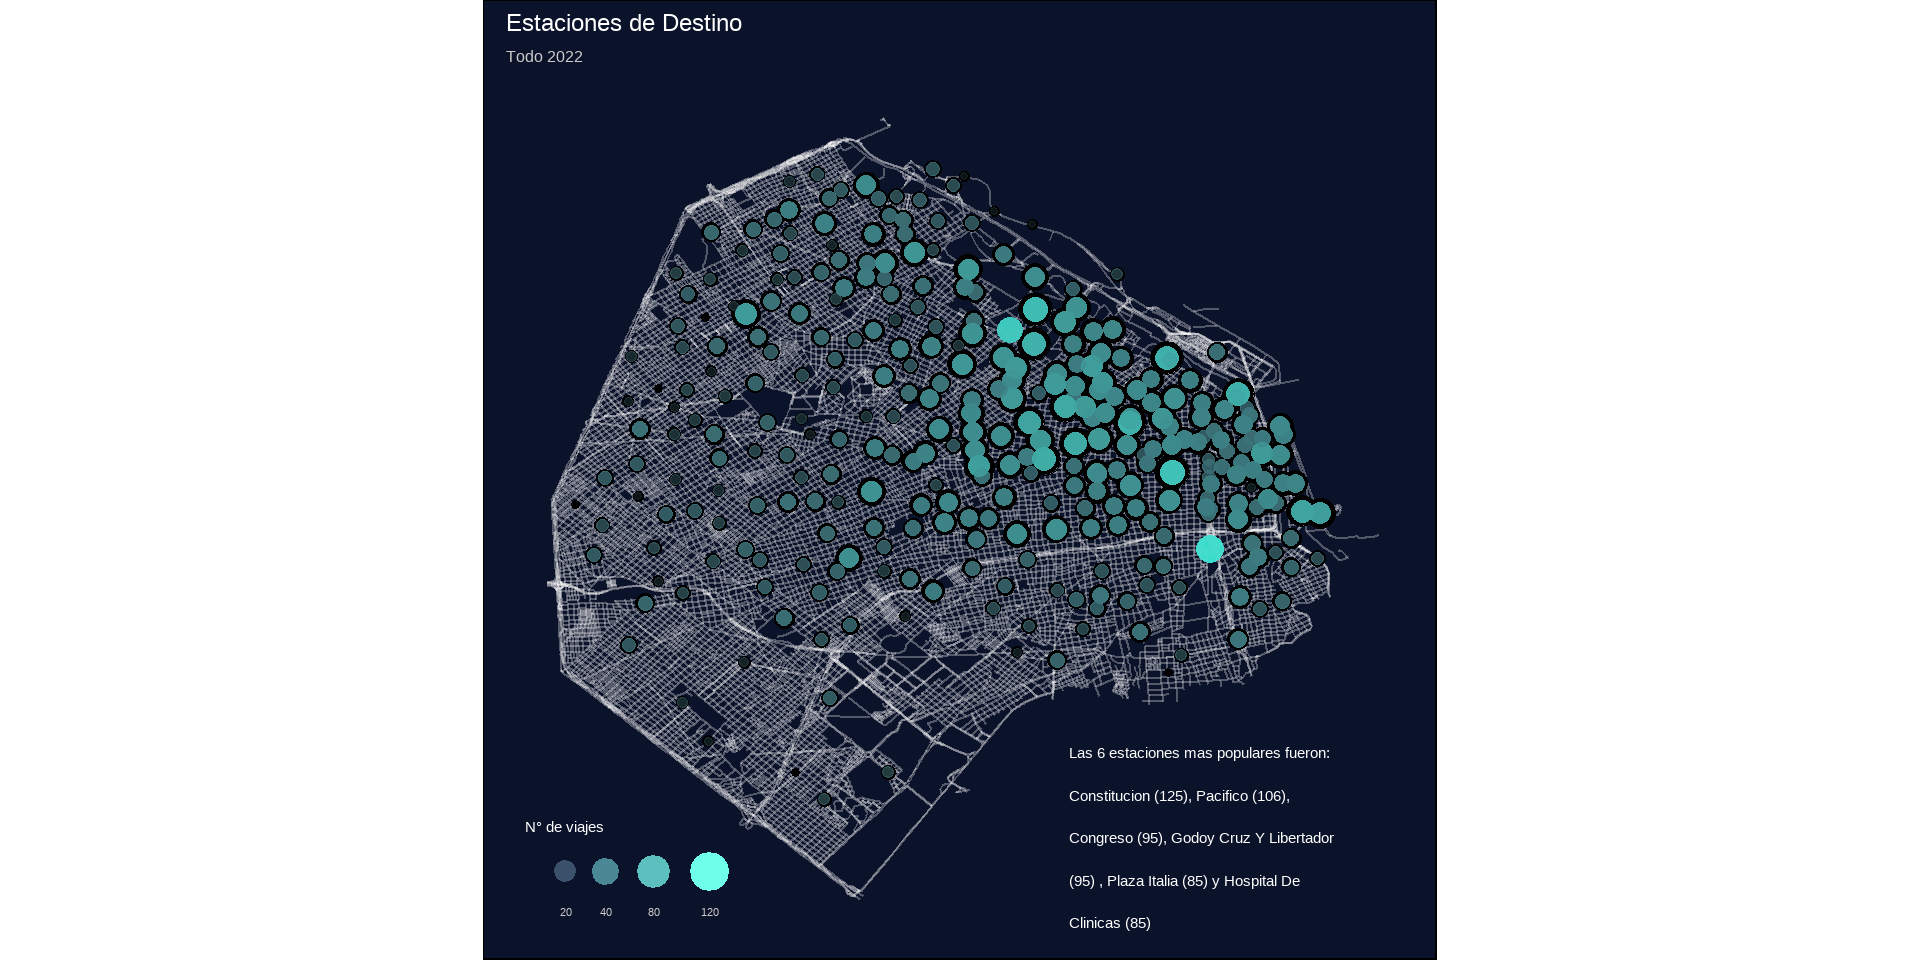 Estaciones de Destino
Todo 2022
Las 6 estaciones mas populares fueron:
Constitucion (125), Pacifico (106),
Congreso (95), Godoy Cruz Y Libertador
(95) , Plaza Italia (85) y Hospital De
Clinicas (85)
N° de viajes
20 40 80 120